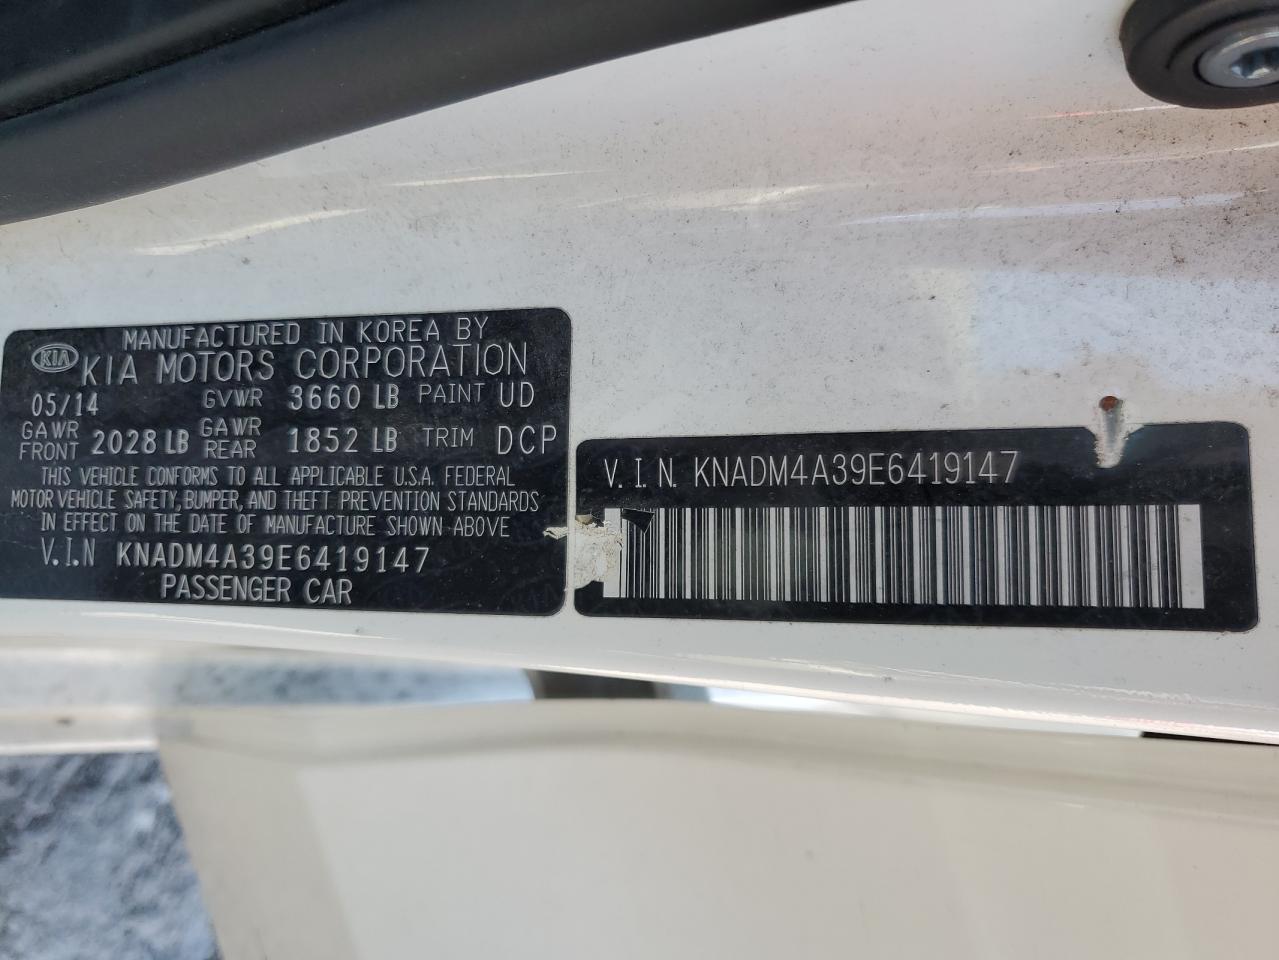 MANUFACTURED IN KOREA BY
KIA KIA MOTORS CORPORATION
05/14 GVWR 3660 LB PAINT UD
GAWR FRONT 2028 LB GAWR REAR 1852 LB TRIM DCP
THIS VEHICLE CONFORMS TO ALL APPLICABLE U.S.A. FEDERAL
MOTOR VEHICLE SAFETY, BUMPER, AND THEFT PREVENTION STANDARDS
IN EFFECT ON THE DATE OF MANUFACTURE SHOWN ABOVE
V.I.N KNADM4A39E6419147
PASSENGER CAR
V.I.N. KNADM4A39E6419147